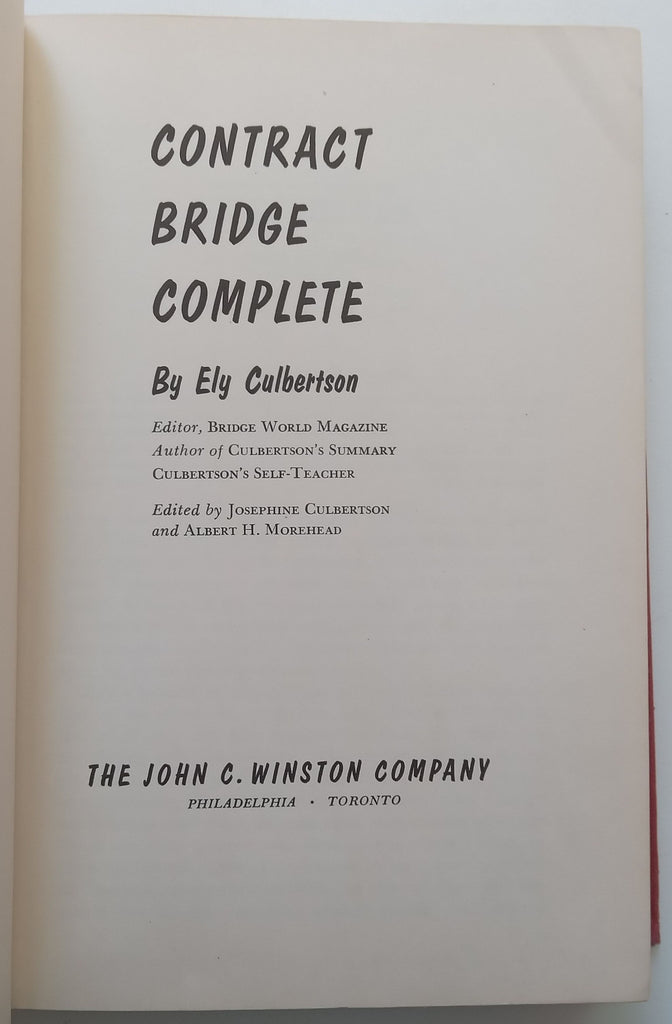 CONTRACT
BRIDGE
COMPLETE
By Ely Culbertson
Editor, BRIDGE WORLD MAGAZINE
Author of CULBERTSON'S SUMMARY
CULBERTSON'S SELF-TEACHER
Edited by JOSEPHINE CULBERTSON
and ALBERT H. MOREHEAD
THE JOHN C. WINSTON COMPANY
PHILADELPHIA • TORONTO